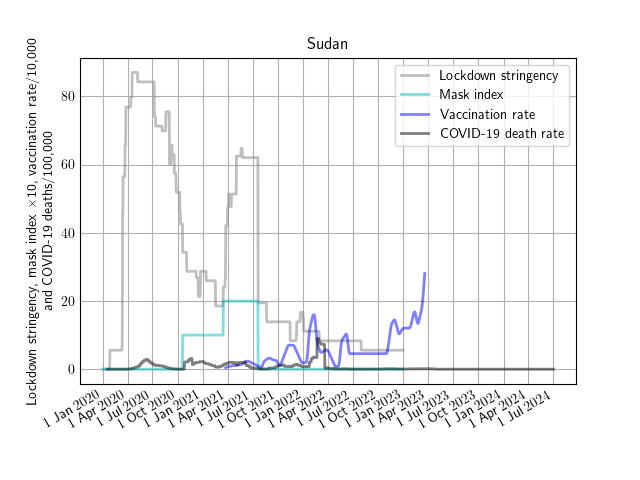 Sudan
Lockdown stringency, mask index ×10, vaccination rate/10,000
and COVID-19 deaths/100,000
80
60
40
20
0
Lockdown stringency
Mask index
Vaccination rate
COVID-19 death rate
1 Jan 2020
1 Apr 2020
1 Jul 2020
1 Oct 2020
1 Jan 2021
1 Apr 2021
1 Jul 2021
1 Oct 2021
1 Jan 2022
1 Apr 2022
1 Jul 2022
1 Oct 2022
1 Jan 2023
1 Apr 2023
1 Jul 2023
1 Oct 2023
1 Jan 2024
1 Apr 2024
1 Jul 2024